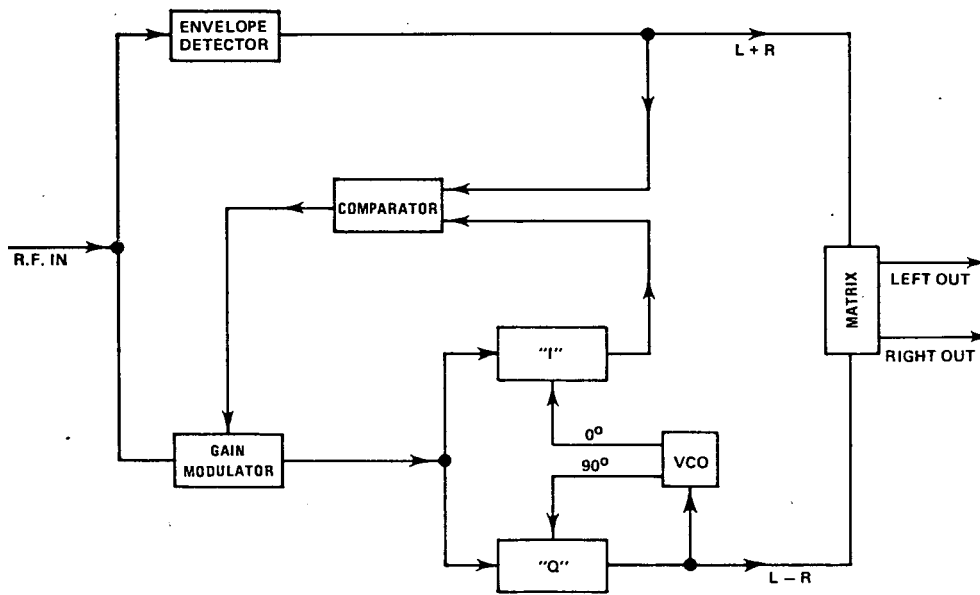 ENVELOPE
DETECTOR
L + R
COMPARATOR
R.F. IN
MATRIX
LEFT OUT
RIGHT OUT
"I"
0°
90°
VCO
GAIN
MODULATOR
"Q"
L – R